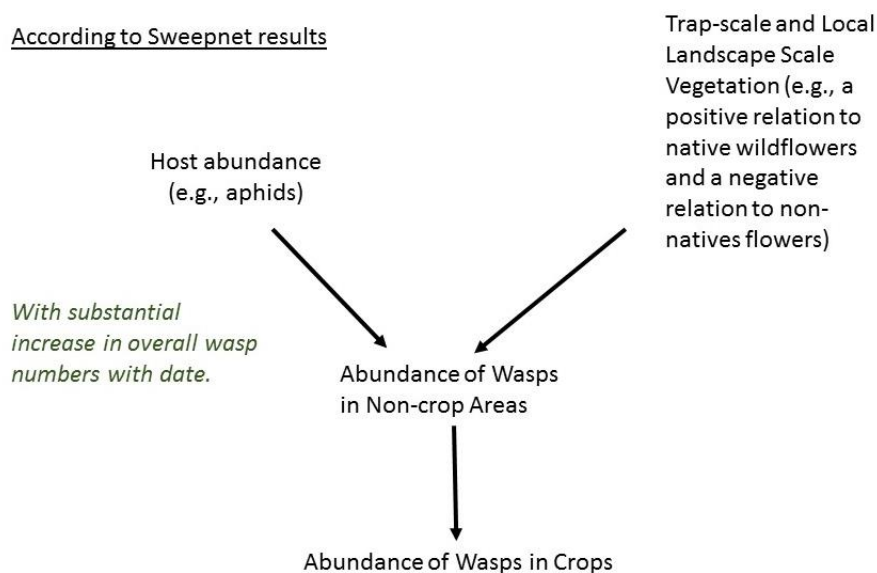 According to Sweepnet results
Trap-scale and Local
Landscape Scale
Vegetation (e.g., a
positive relation to
native wildflowers
and a negative
relation to non-
natives flowers)
Host abundance
(e.g., aphids)
With substantial
increase in overall wasp
numbers with date.
Abundance of Wasps
in Non-crop Areas
Abundance of Wasps in Crops